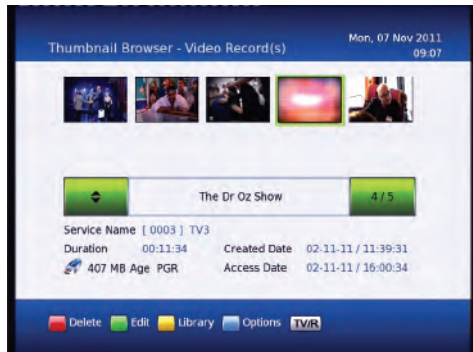 Thumbnail Browser - Video Record(s)
Mon, 07 Nov 2011
09:07
The Dr Oz Show
4/5
Service Name [ 0003 ] TV3
Duration 00:11:34 Created Date 02-11-11 / 11:39:31
407 MB Age PGR Access Date 02-11-11 / 16:00:34
Delete Edit Library Options TV/R